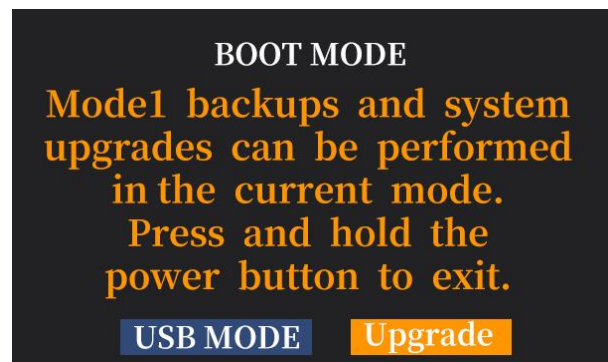 BOOT MODE
Mode1 backups and system
upgrades can be performed
in the current mode.
Press and hold the
power button to exit.
USB MODE Upgrade